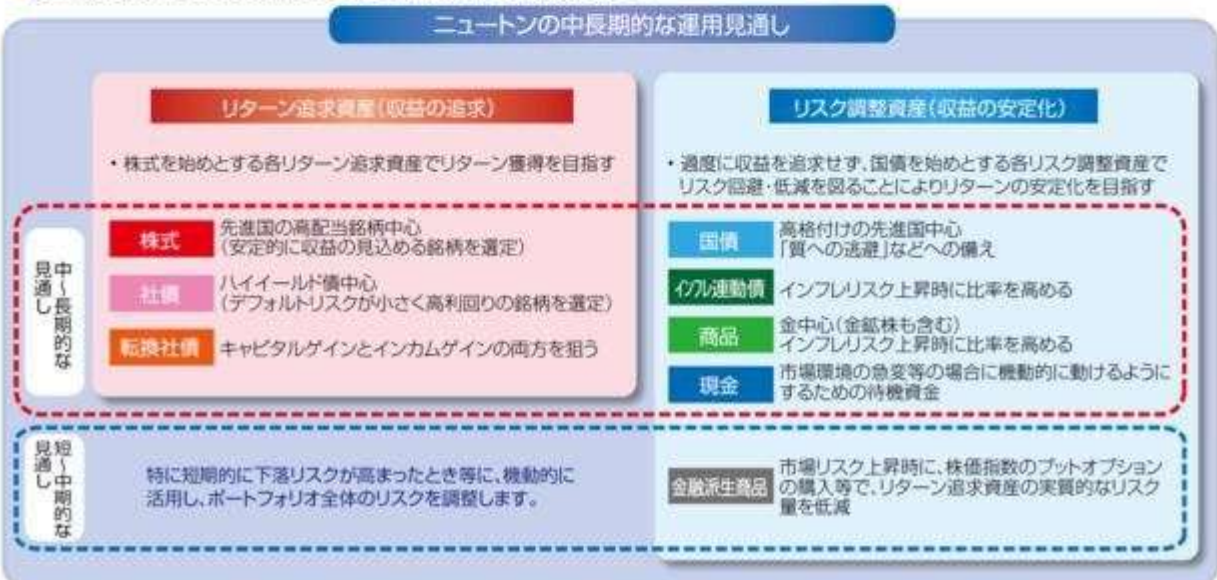 ニュートンの中長期的な運用見通し
リターン追求資産(収益の追求)
・株式を始めとする各リターン追求資産でリターン獲得を目指す
リスク調整資産(収益の安定化)
・過度に収益を追求せず、国債を始めとする各リスク調整資産で
リスク回避・低減を図ることによりリターンの安定化を目指す
中〜長期的な
見通し
株式
先進国の高配当銘柄中心
(安定的に収益の見込める銘柄を選定)
社債
ハイイールド債中心
(デフォルトリスクが小さく高利回りの銘柄を選定)
転換社債
キャピタルゲインとインカムゲインの両方を狙う
国債
高格付けの先進国中心
「質への逃避」などへの備え
インフレ連動債
インフレリスク上昇時に比率を高める
商品
金中心(金鉱株も含む)
インフレリスク上昇時に比率を高める
現金
市場環境の急変等の場合に機動的に動けるように
するための待機資金
短〜中期的な
見通し
特に短期的に下落リスクが高まったとき等に、機動的に
活用し、ポートフォリオ全体のリスクを調整します。
金融派生商品
市場リスク上昇時に、株価指数のプットオプション
の購入等で、リターン追求資産の実質的なリスク
量を低減